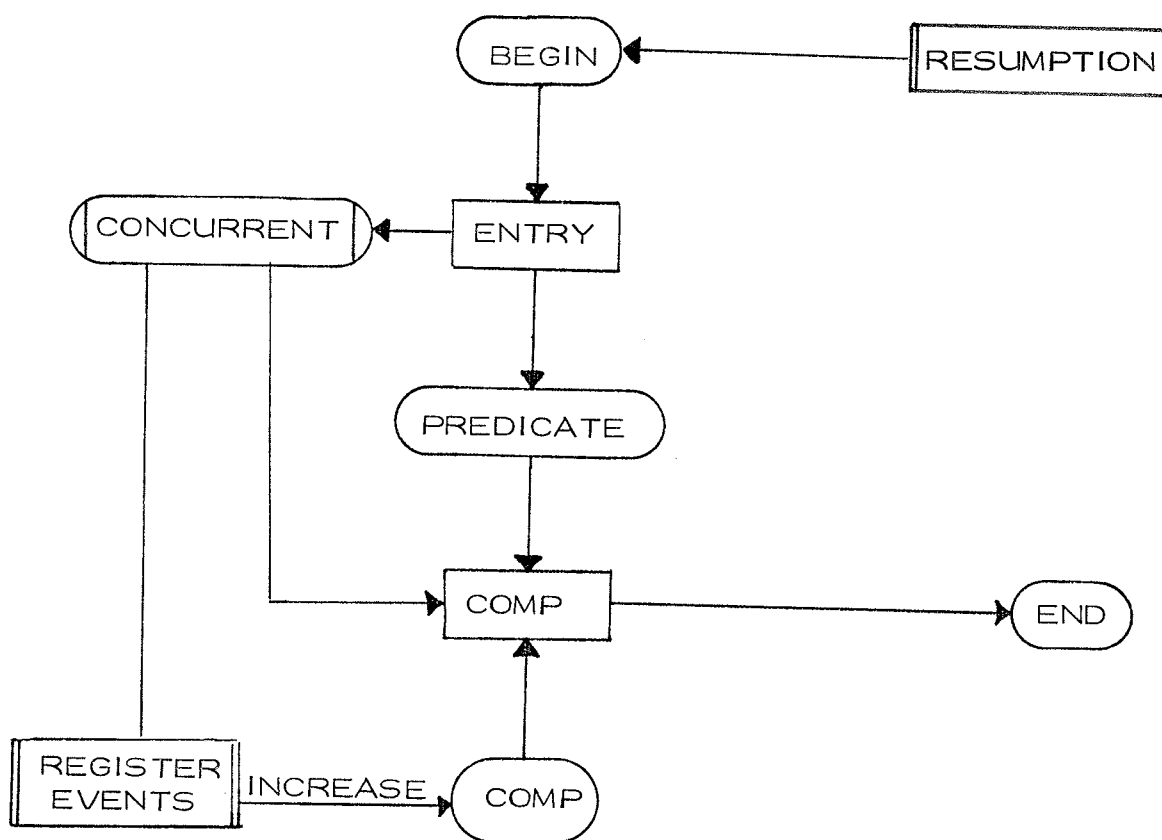 BEGIN
RESUMPTION
CONCURRENT
ENTRY
PREDICATE
COMP
END
REGISTER
EVENTS
INCREASE
COMP